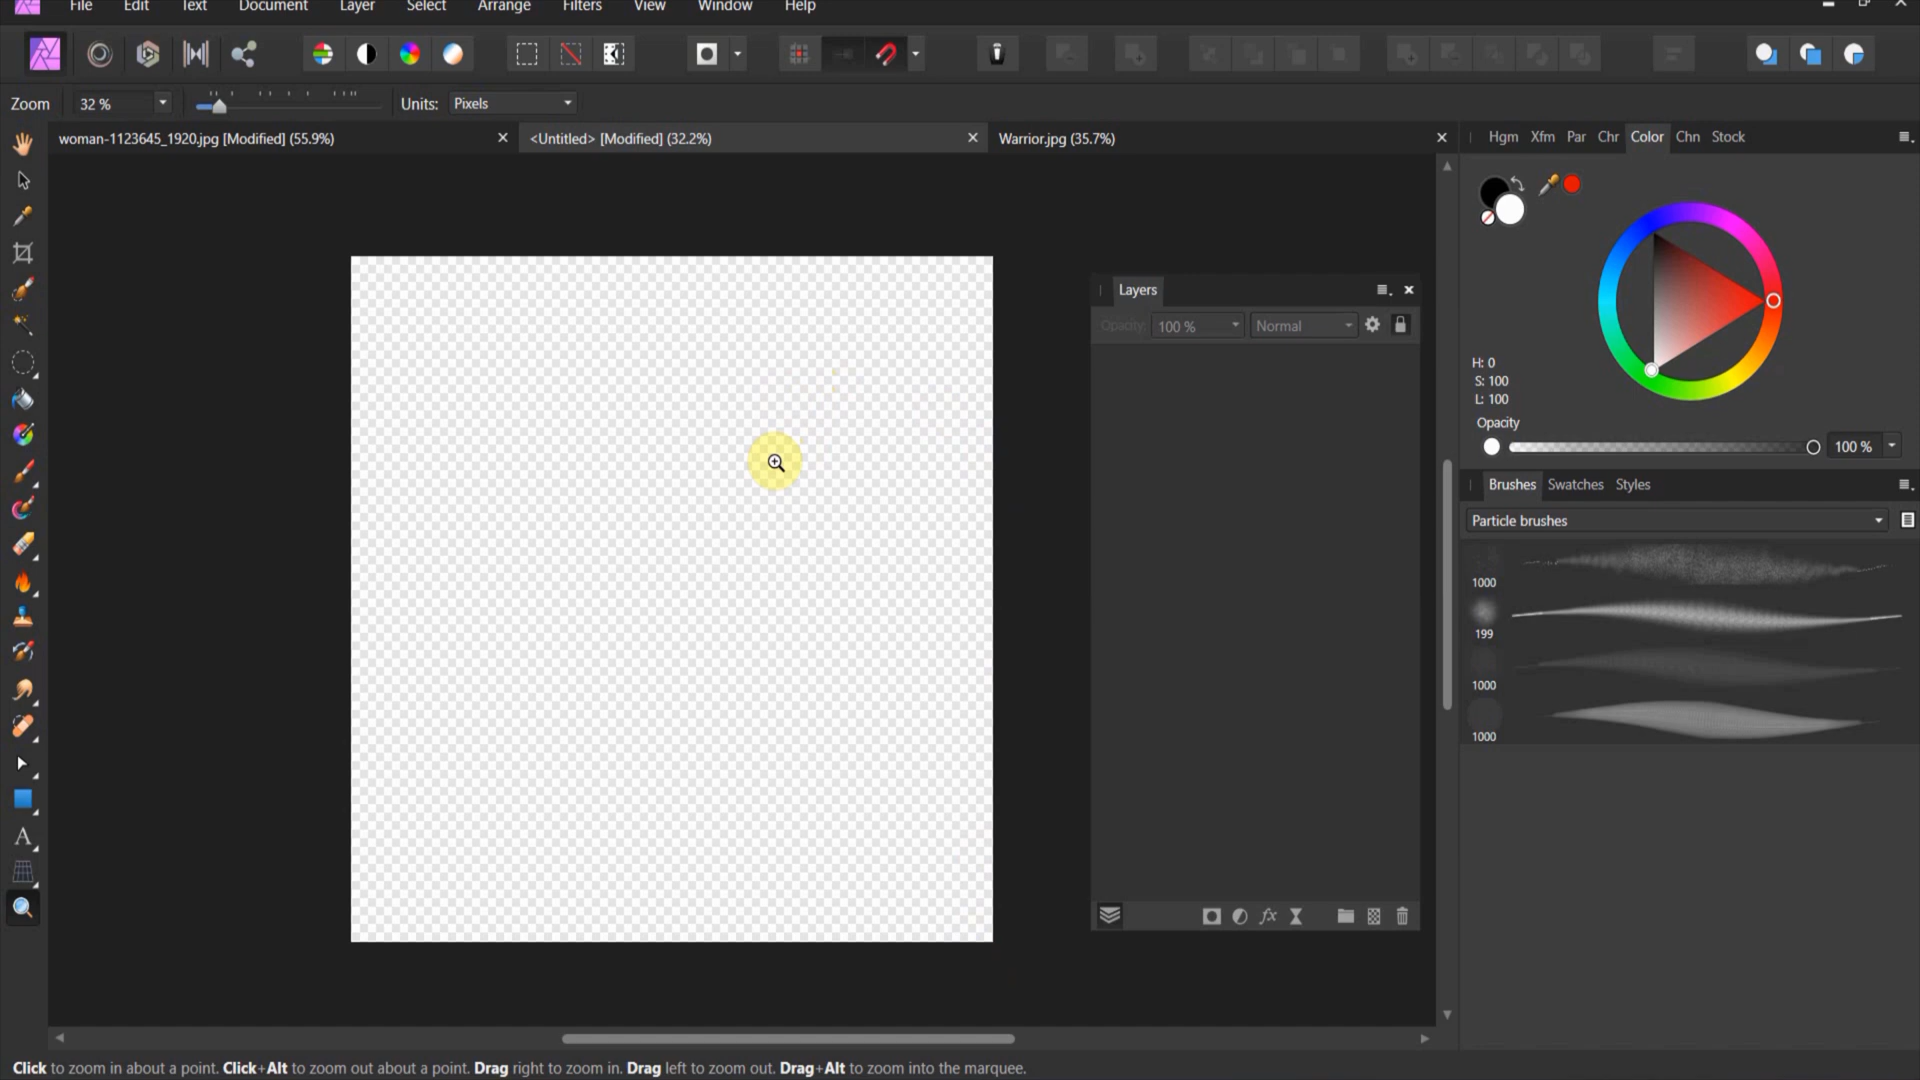 File Edit Text Document Layer Select Arrange Filters View Window Help
Zoom 32 % Units: Pixels
woman-1123645_1920.jpg [Modified] (55.9%) <Untitled> [Modified] (32.2%) Warrior.jpg (35.7%)
Hgm Xfm Par Chr Color Chn Stock
Layers
Opacity: 100 % Normal
H: 0
S: 100
L: 100
Opacity
100 %
Brushes Swatches Styles
Particle brushes
1000
199
1000
1000
fx
A
Click to zoom in about a point. Click+Alt to zoom out about a point. Drag right to zoom in. Drag left to zoom out. Drag+Alt to zoom into the marquee.